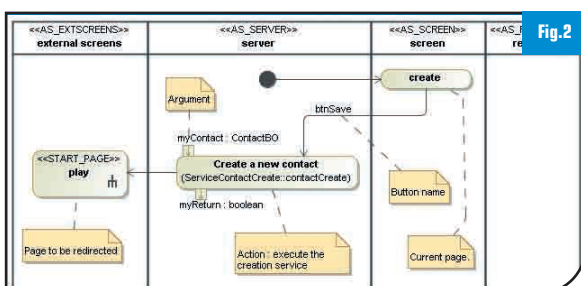 <<AS_EXTSCREENS>>
external screens
<<AS_SERVER>>
server
<<AS_SCREEN>>
screen
Fig.2
create
Argument
btnSave
myContact : ContactBO
<<START_PAGE>>
play
Create a new contact
(ServiceContactCreate::contactCreate)
myReturn : boolean
Button name
Page to be redirected
Action : execute the
creation service
Current page.